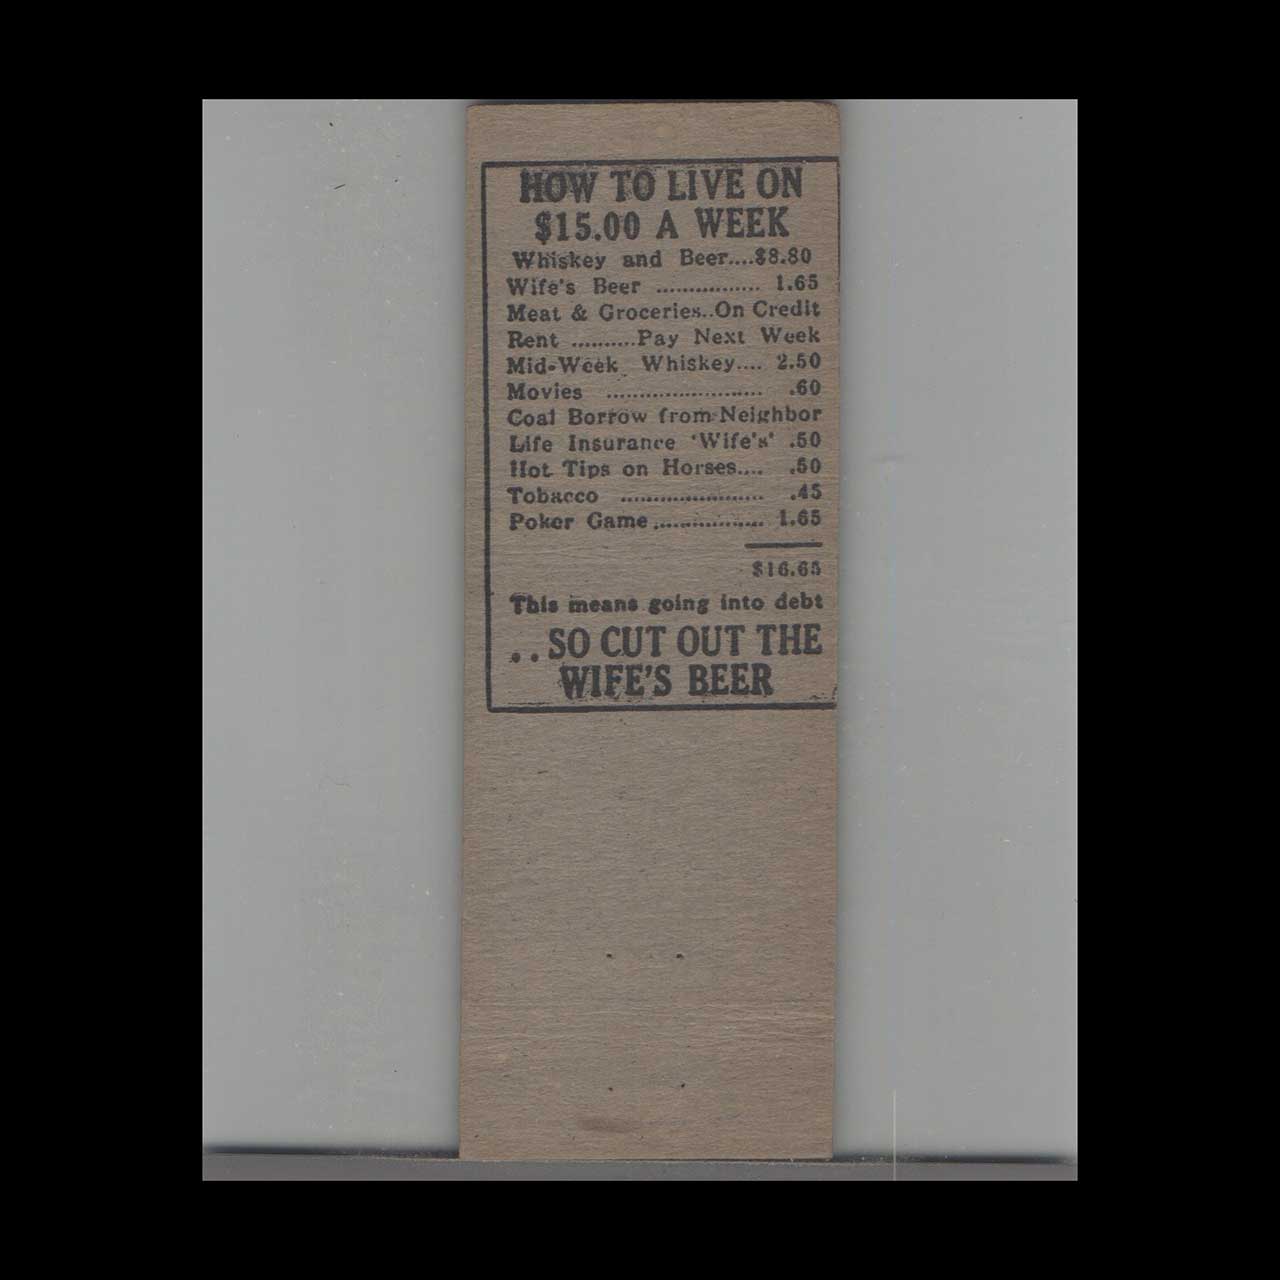 HOW TO LIVE ON
$15.00 A WEEK
Whiskey and Beer....$8.80
Wife's Beer ................ 1.65
Meat & Groceries..On Credit
Rent ..........Pay Next Week
Mid-Week Whiskey.... 2.50
Movies ........................ .60
Coal Borrow from Neighbor
Life Insurance 'Wife's' .50
Hot Tips on Horses.... .50
Tobacco ...................... .45
Poker Game ................. 1.65
$16.65
This means going into debt
..SO CUT OUT THE
WIFE'S BEER